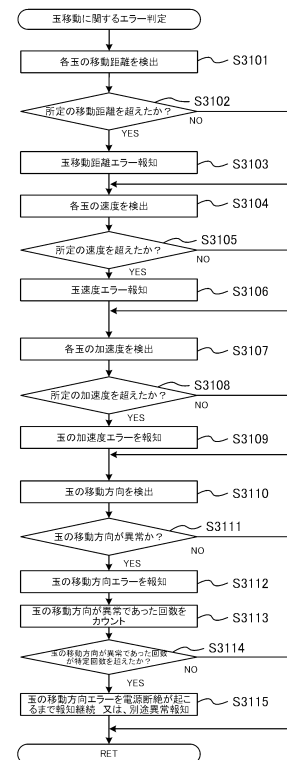 玉移動に関するエラー判定
各玉の移動距離を検出
S3101
所定の移動距離を超えたか？
S3102
NO
YES
玉移動距離エラー報知
S3103
各玉の速度を検出
S3104
所定の速度を超えたか？
S3105
NO
YES
玉速度エラー報知
S3106
各玉の加速度を検出
S3107
所定の加速度を超えたか？
S3108
NO
YES
玉の加速度エラーを報知
S3109
玉の移動方向を検出
S3110
玉の移動方向が異常か？
S3111
NO
YES
玉の移動方向エラーを報知
S3112
玉の移動方向が異常であった回数を
カウント
S3113
玉の移動方向が異常であった回数
が特定回数を超えたか？
S3114
NO
YES
玉の移動方向エラーを電源断絶が起こ
るまで報知継続 又は、別途異常報知
S3115
RET